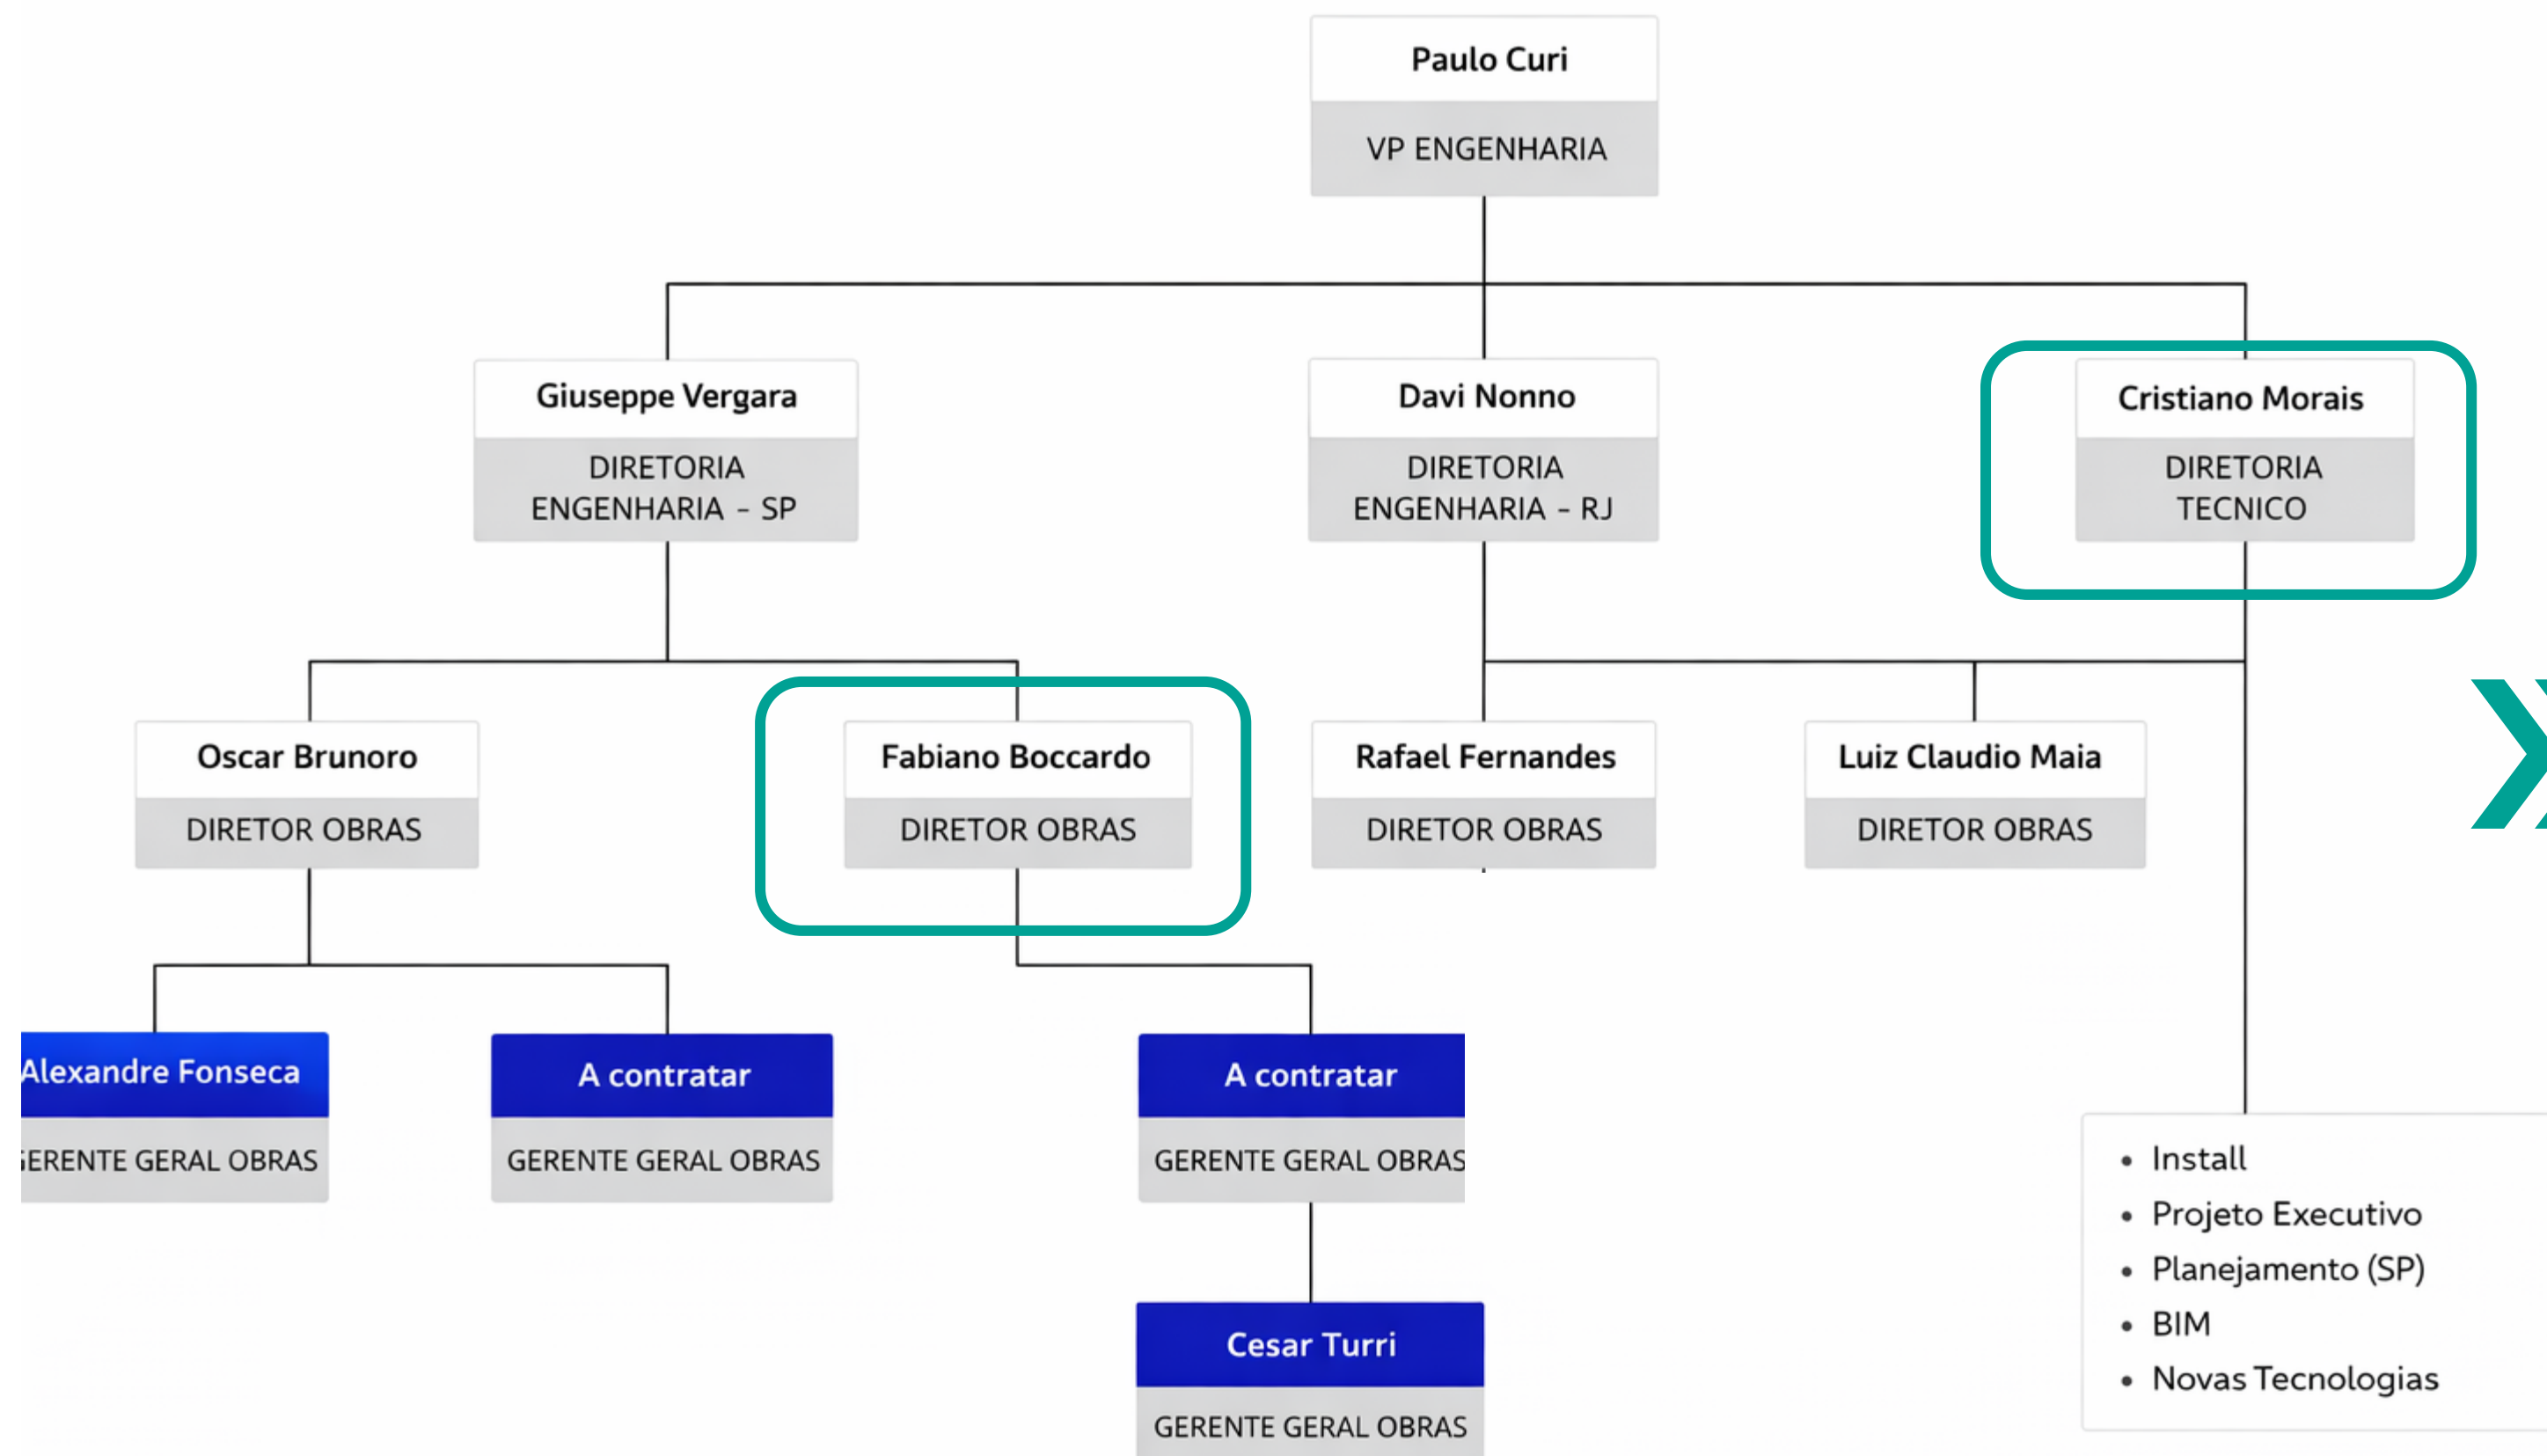 Paulo Curi
VP ENGENHARIA
Giuseppe Vergara
DIRETORIA
ENGENHARIA - SP
Davi Nonno
DIRETORIA
ENGENHARIA - RJ
Cristiano Morais
DIRETORIA
TECNICO
Oscar Brunoro
DIRETOR OBRAS
Fabiano Boccardo
DIRETOR OBRAS
Rafael Fernandes
DIRETOR OBRAS
Luiz Claudio Maia
DIRETOR OBRAS
Alexandre Fonseca
GERENTE GERAL OBRAS
A contratar
GERENTE GERAL OBRAS
A contratar
GERENTE GERAL OBRAS
Cesar Turri
GERENTE GERAL OBRAS
• Install
• Projeto Executivo
• Planejamento (SP)
• BIM
• Novas Tecnologias